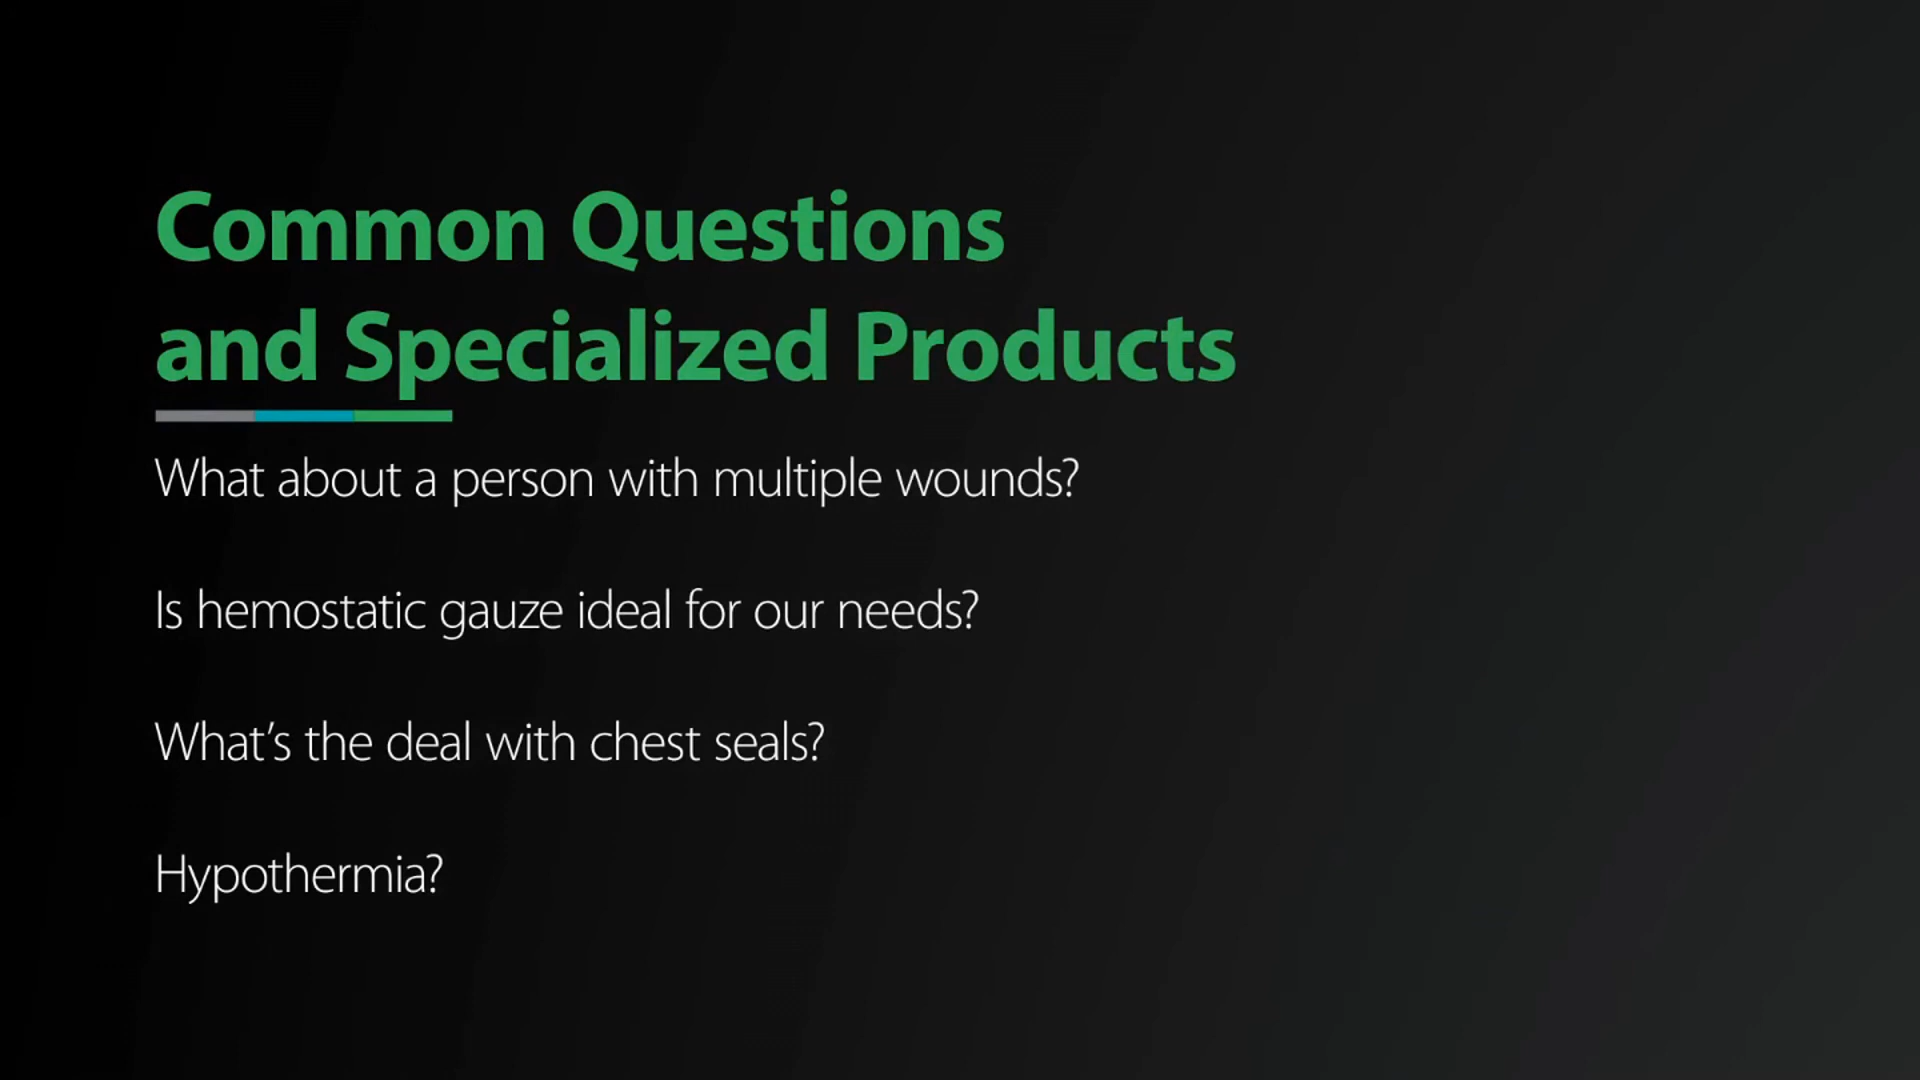 Common Questions
and Specialized Products
What about a person with multiple wounds?
Is hemostatic gauze ideal for our needs?
What’s the deal with chest seals?
Hypothermia?